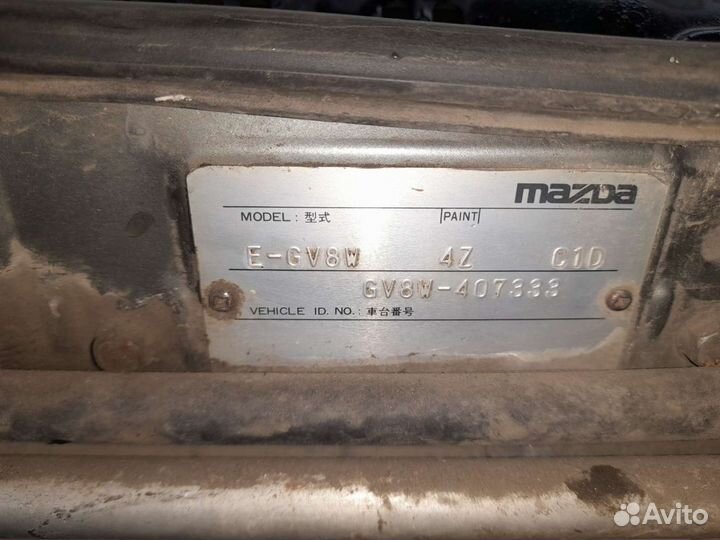 mazda
MODEL : 型式 PAINT
E-GV8W 4Z C1D
GV8W-407333
VEHICLE ID. NO. : 車台番号
Avito